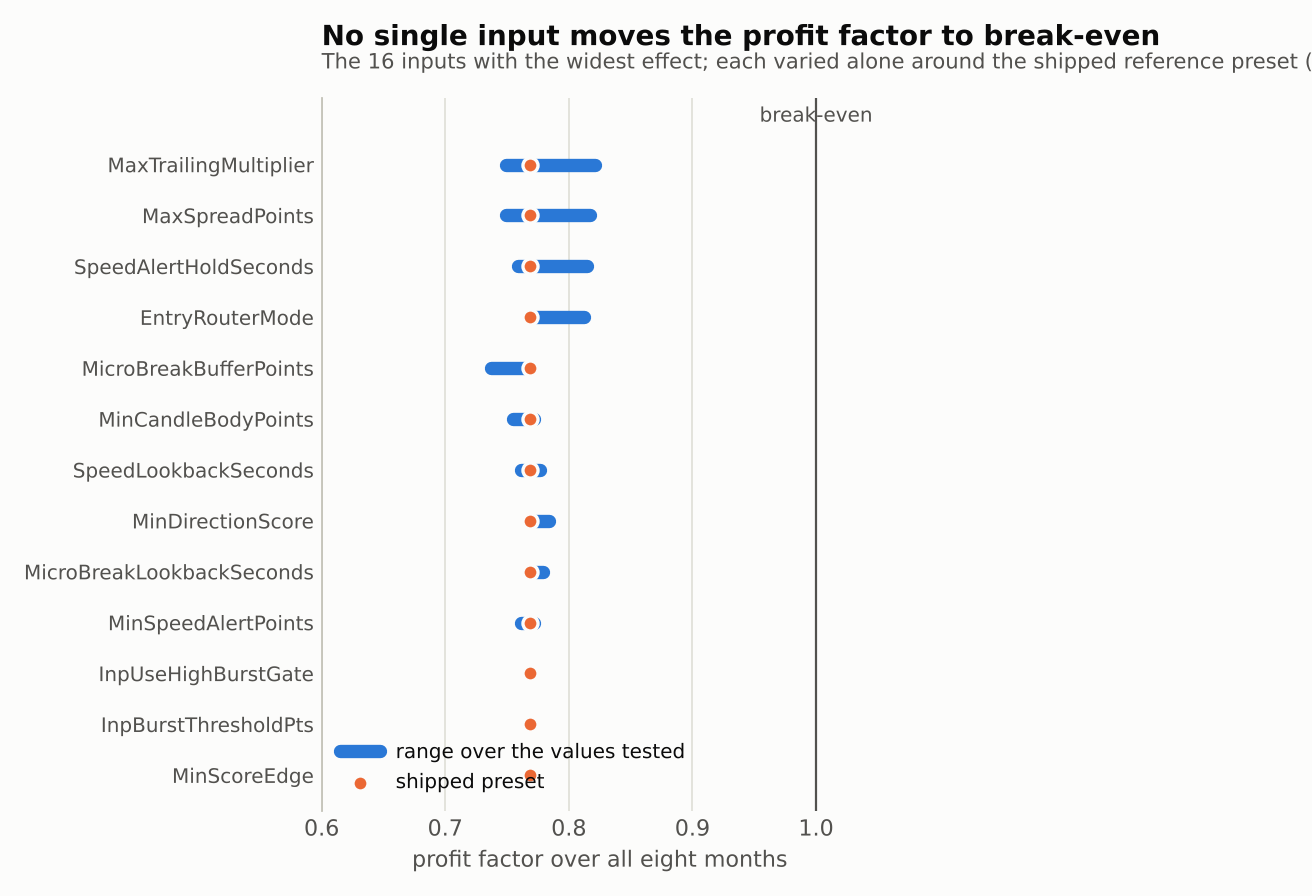 No single input moves the profit factor to break-even
The 16 inputs with the widest effect; each varied alone around the shipped reference preset (
break-even
MaxTrailingMultiplier
MaxSpreadPoints
SpeedAlertHoldSeconds
EntryRouterMode
MicroBreakBufferPoints
MinCandleBodyPoints
SpeedLookbackSeconds
MinDirectionScore
MicroBreakLookbackSeconds
MinSpeedAlertPoints
InpUseHighBurstGate
InpBurstThresholdPts
range over the values tested
MinScoreEdge
shipped preset
0.6 0.7 0.8 0.9 1.0
profit factor over all eight months